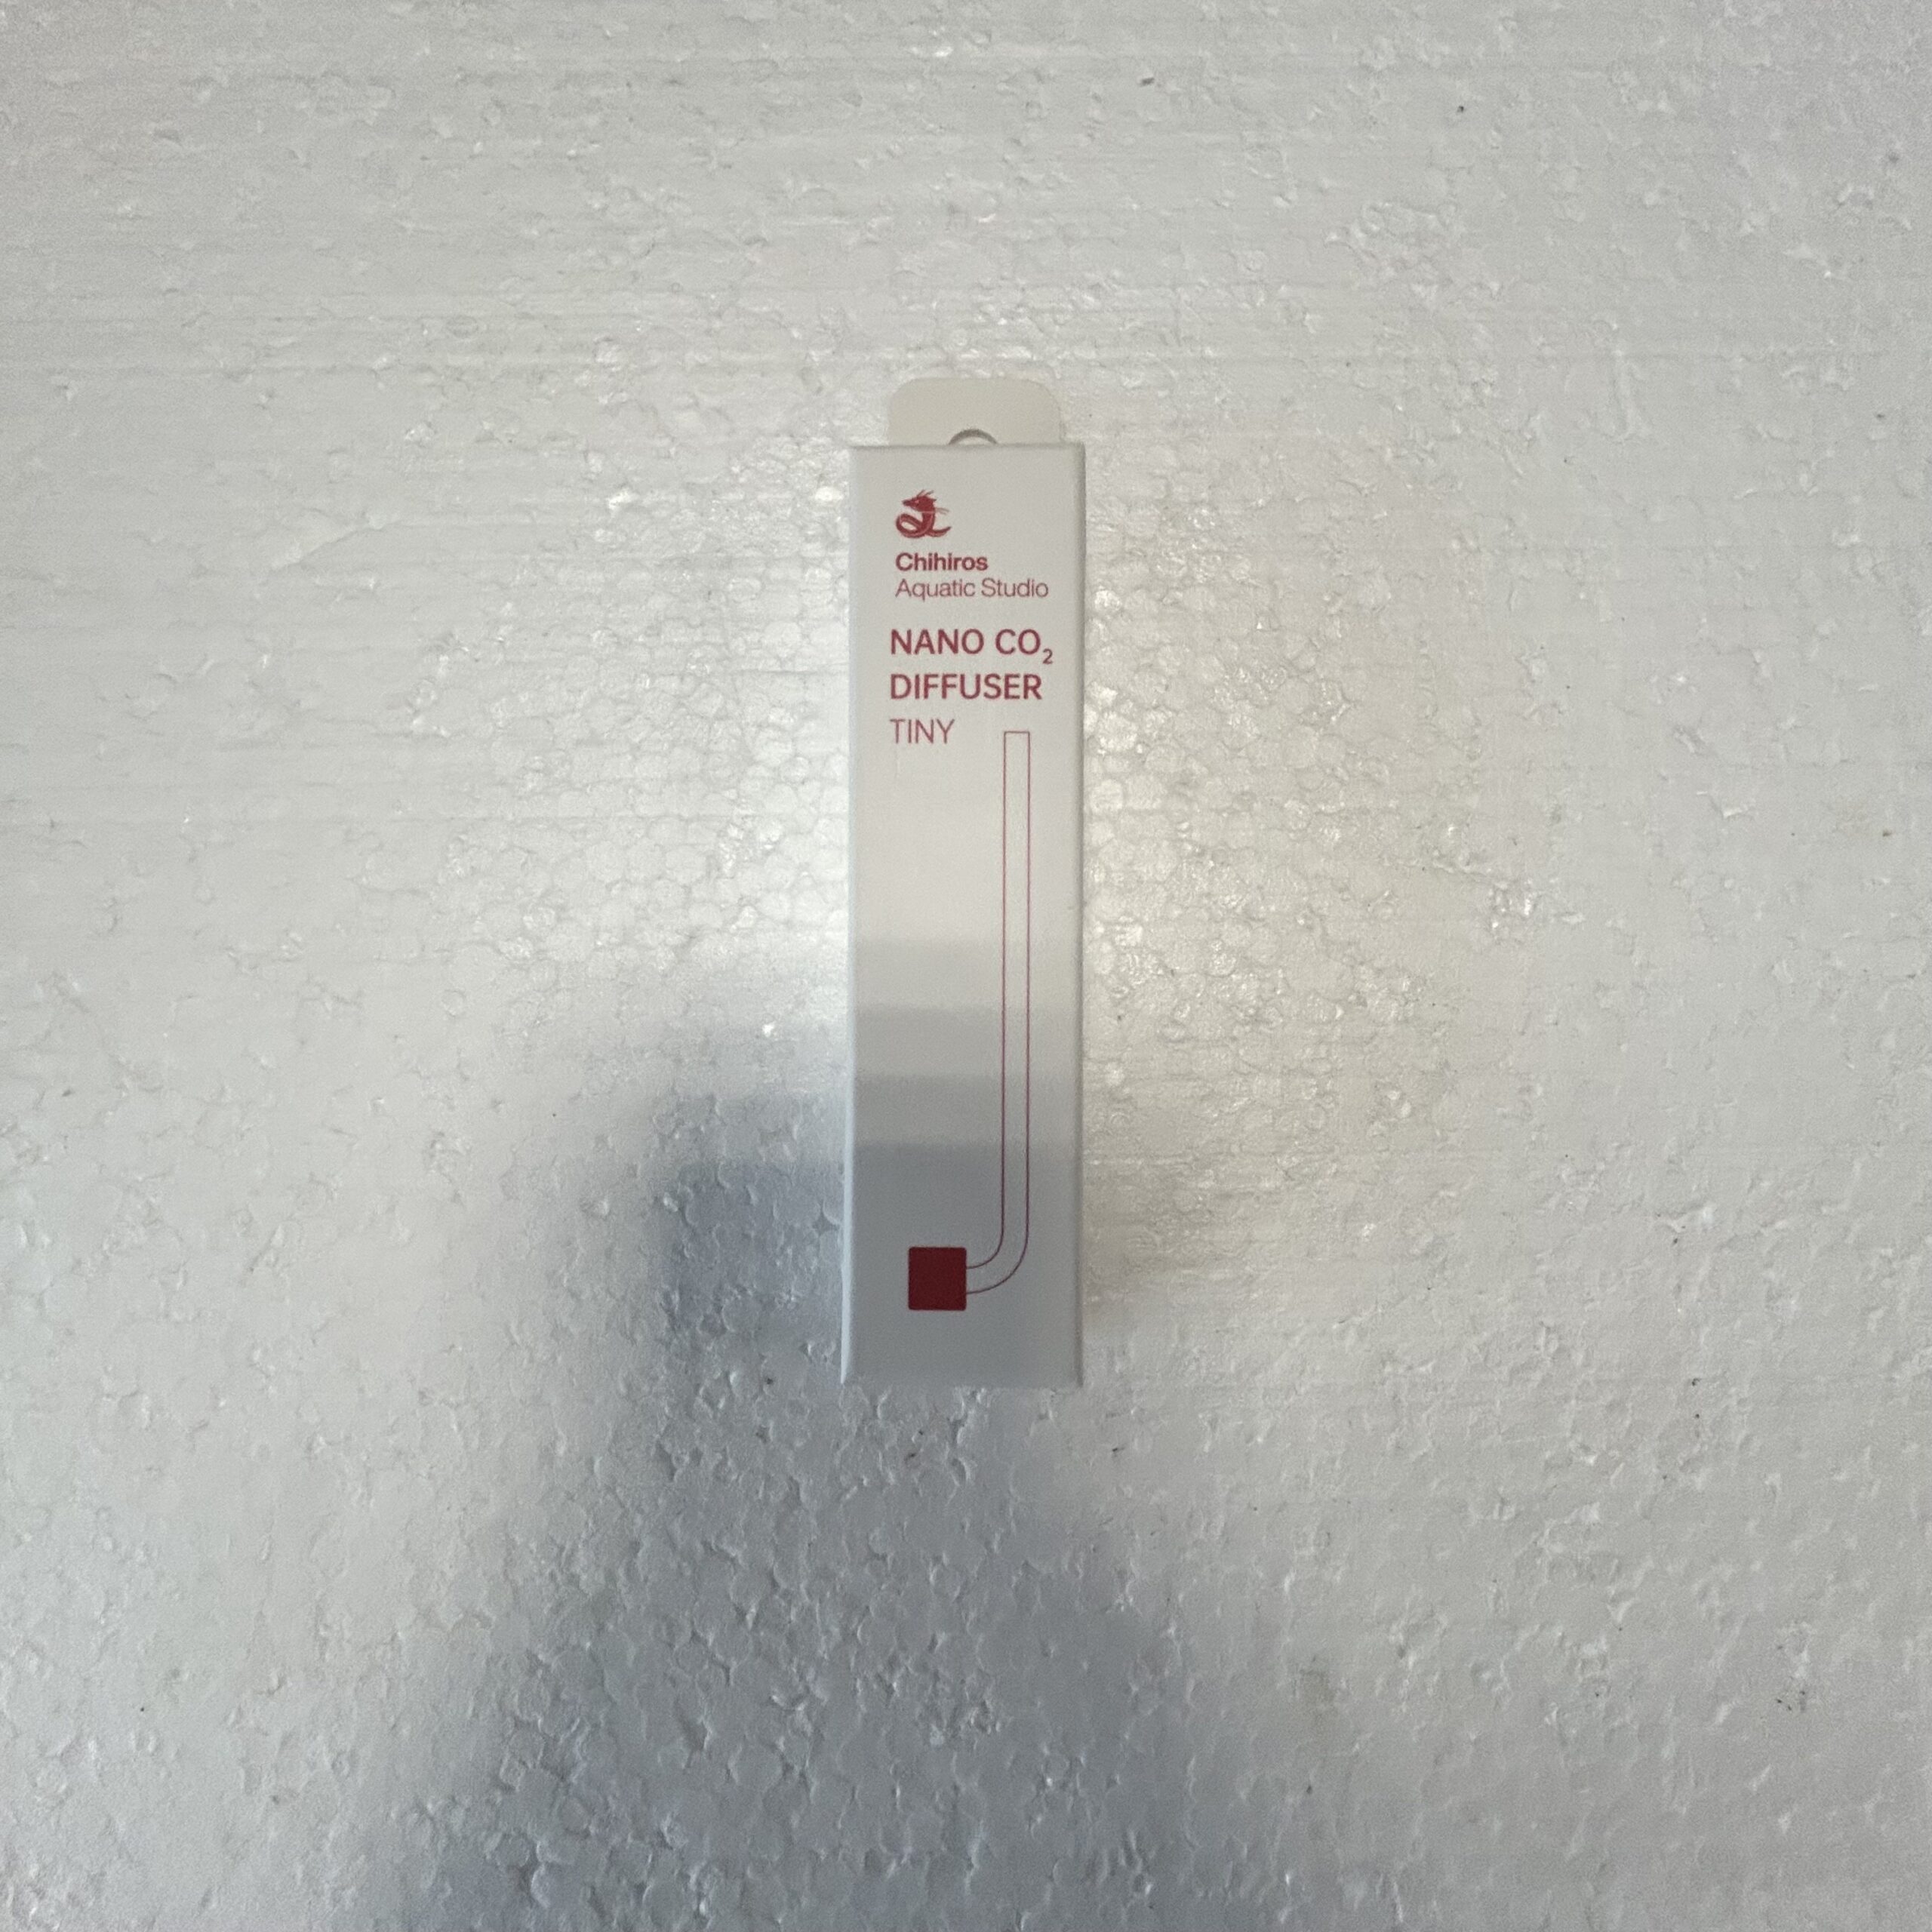 Chihiros
Aquatic Studio
NANO CO₂
DIFFUSER
TINY